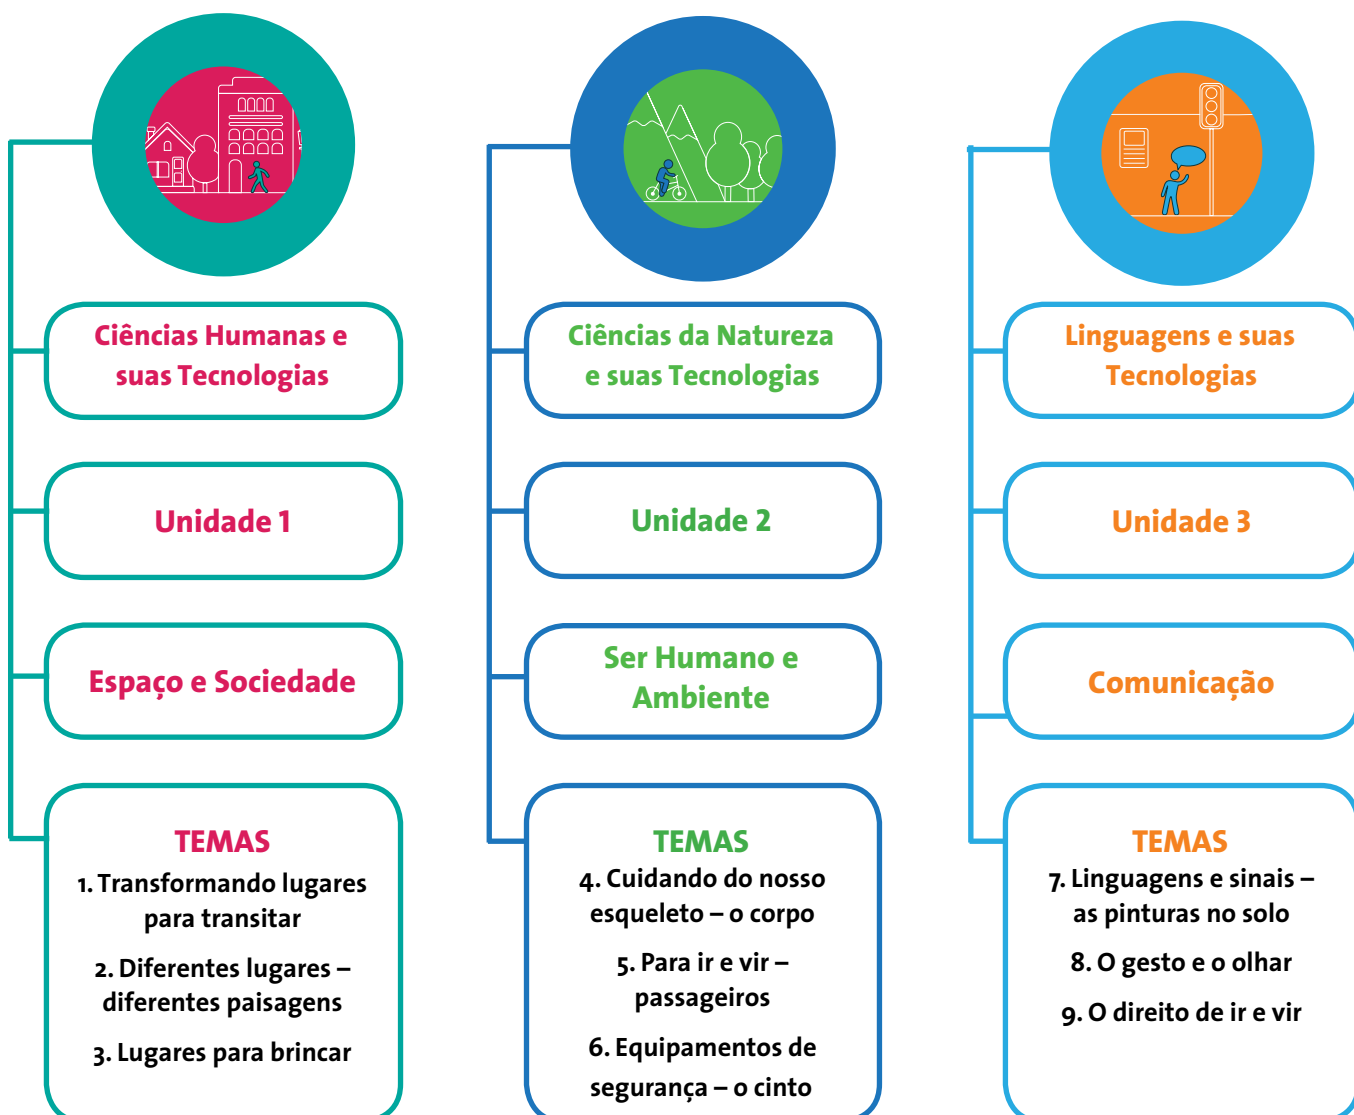 Ciências Humanas e
suas Tecnologias
Unidade 1
Espaço e Sociedade
TEMAS
1. Transformando lugares
para transitar
2. Diferentes lugares –
diferentes paisagens
3. Lugares para brincar
Ciências da Natureza
e suas Tecnologias
Unidade 2
Ser Humano e
Ambiente
TEMAS
4. Cuidando do nosso
esqueleto – o corpo
5. Para ir e vir –
passageiros
6. Equipamentos de
segurança – o cinto
Linguagens e suas
Tecnologias
Unidade 3
Comunicação
TEMAS
7. Linguagens e sinais –
as pinturas no solo
8. O gesto e o olhar
9. O direito de ir e vir